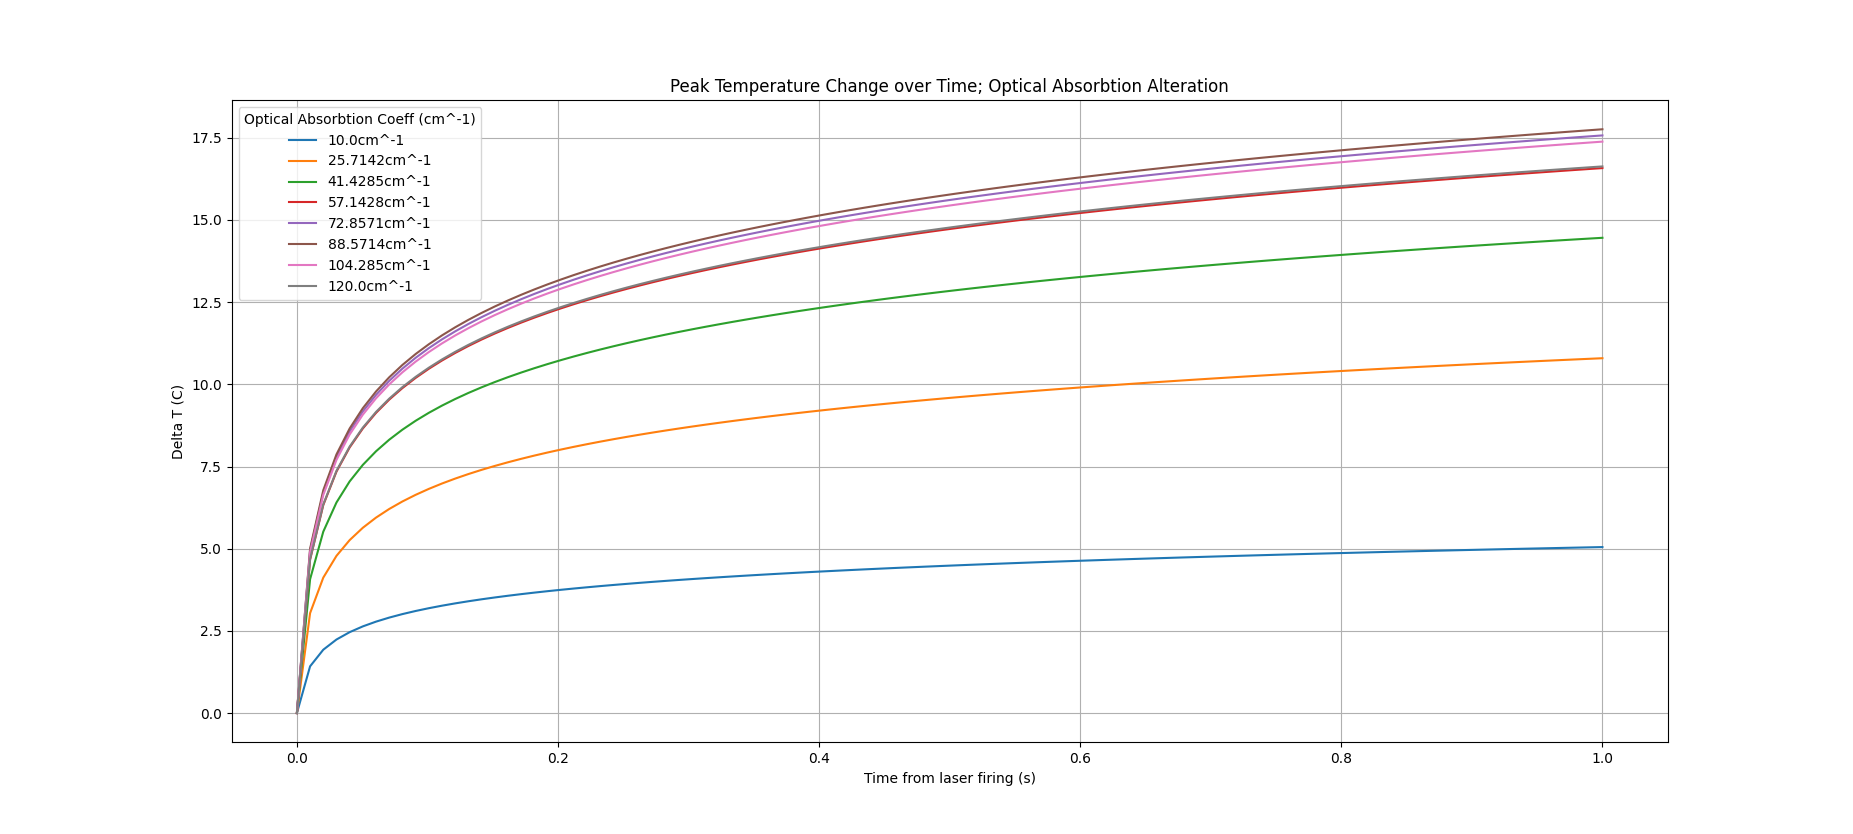 Peak Temperature Change over Time; Optical Absorbtion Alteration
Optical Absorbtion Coeff (cm^-1)
10.0cm^-1
25.7142cm^-1
41.4285cm^-1
57.1428cm^-1
72.8571cm^-1
88.5714cm^-1
104.285cm^-1
120.0cm^-1
17.5
15.0
12.5
10.0
7.5
5.0
2.5
0.0
Delta T (C)
0.0 0.2 0.4 0.6 0.8 1.0
Time from laser firing (s)